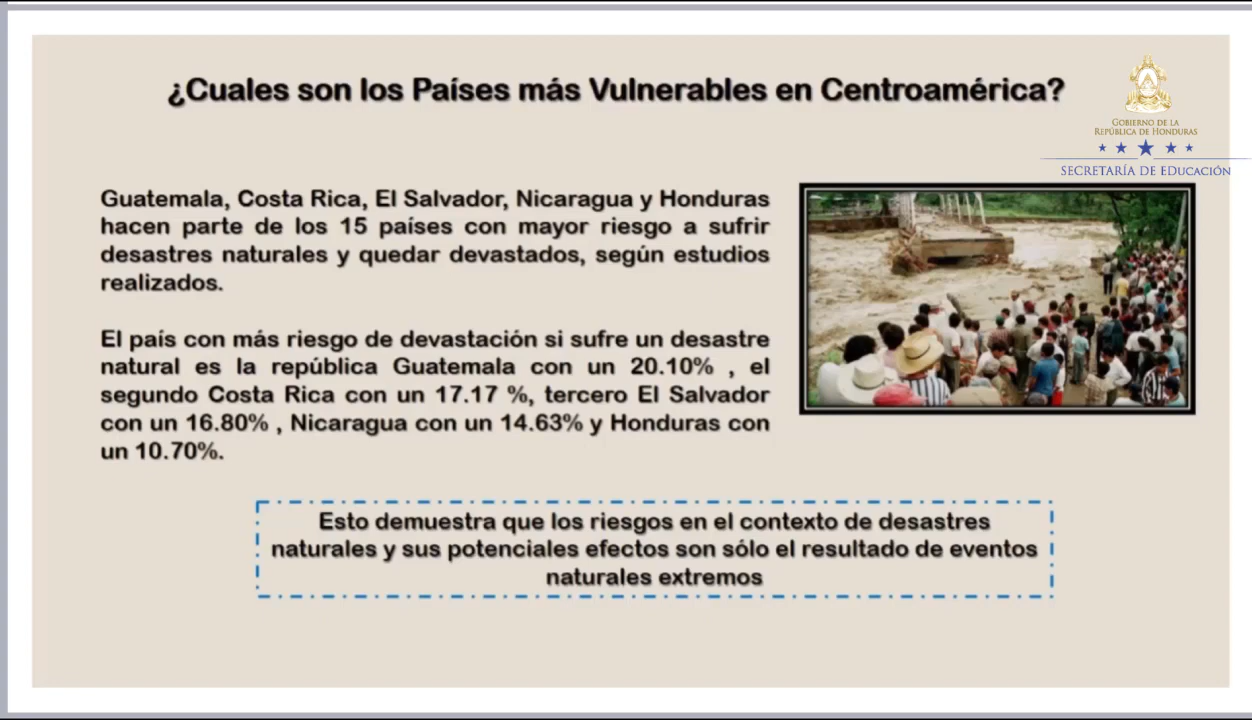 ¿Cuales son los Países más Vulnerables en Centroamérica?
GOBIERNO DE LA
REPÚBLICA DE HONDURAS
SECRETARÍA DE EDUCACIÓN
Guatemala, Costa Rica, El Salvador, Nicaragua y Honduras
hacen parte de los 15 países con mayor riesgo a sufrir
desastres naturales y quedar devastados, según estudios
realizados.
El país con más riesgo de devastación si sufre un desastre
natural es la república Guatemala con un 20.10% , el
segundo Costa Rica con un 17.17 %, tercero El Salvador
con un 16.80% , Nicaragua con un 14.63% y Honduras con
un 10.70%.
Esto demuestra que los riesgos en el contexto de desastres
naturales y sus potenciales efectos son sólo el resultado de eventos
naturales extremos